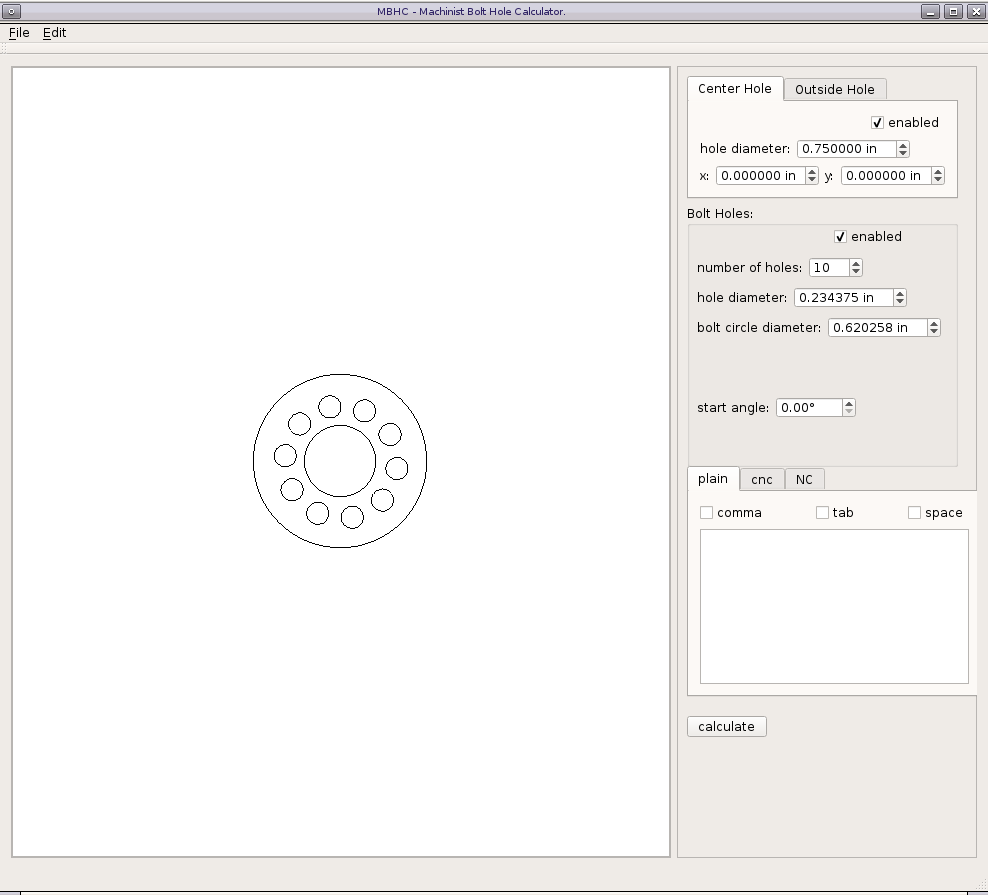 MBHC - Machinist Bolt Hole Calculator.
File Edit
Center Hole Outside Hole
enabled
hole diameter: 0.750000 in
x: 0.000000 in y: 0.000000 in
Bolt Holes:
enabled
number of holes: 10
hole diameter: 0.234375 in
bolt circle diameter: 0.620258 in
start angle: 0.00°
plain cnc NC
comma tab space
calculate